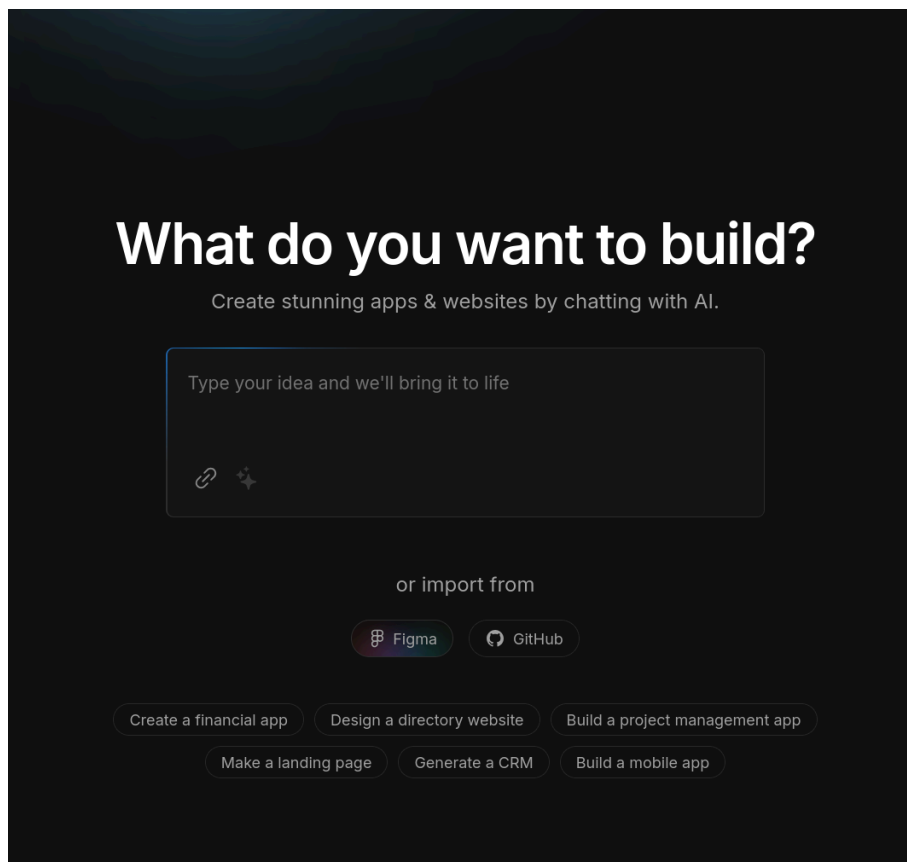 What do you want to build?
Create stunning apps & websites by chatting with AI.
Type your idea and we'll bring it to life
or import from
Figma GitHub
Create a financial app Design a directory website Build a project management app
Make a landing page Generate a CRM Build a mobile app